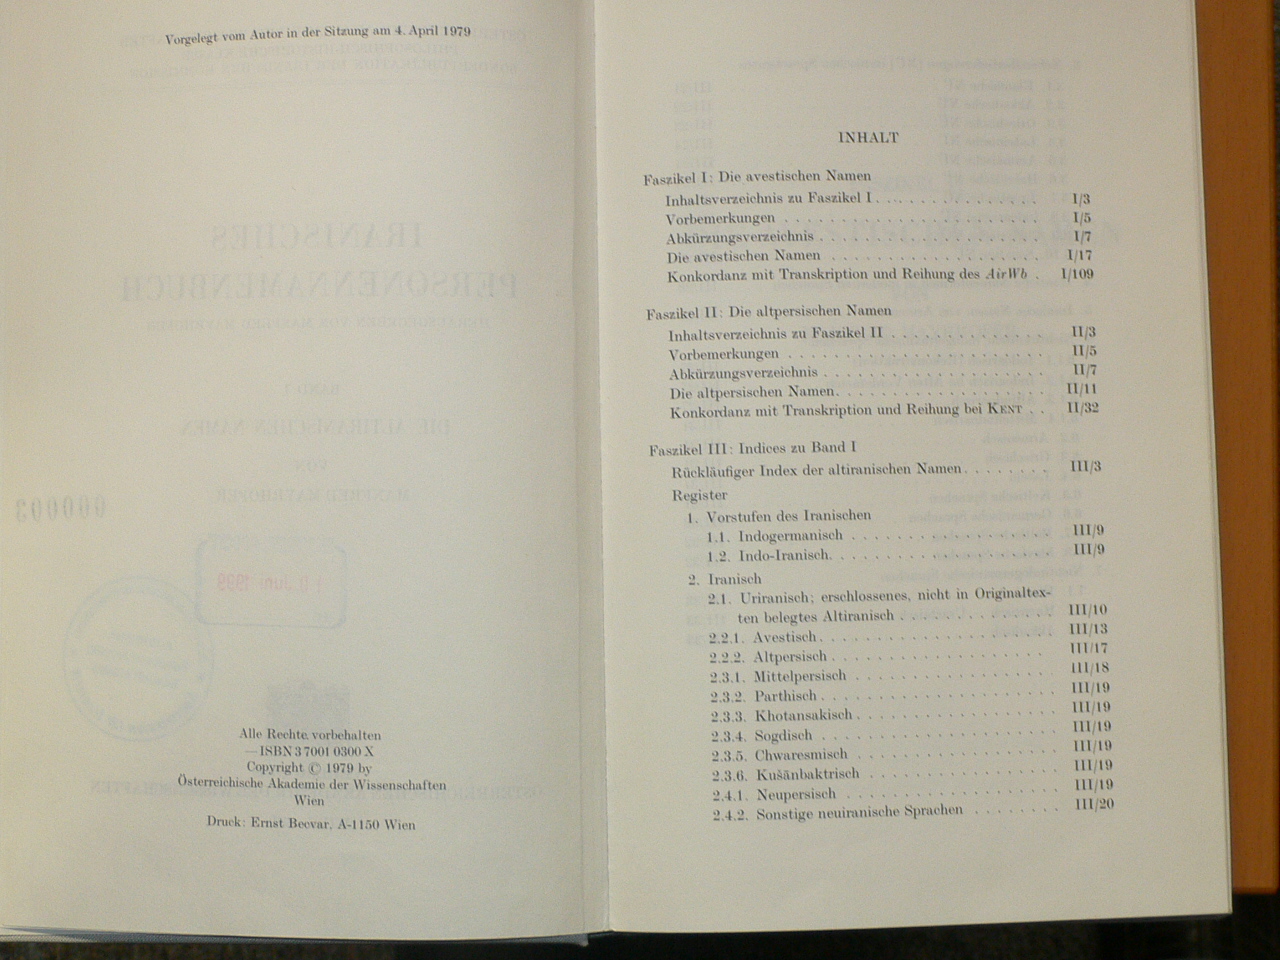 Vorgelegt vom Autor in der Sitzung am 4. April 1979
Alle Rechte vorbehalten
—ISBN 3 7001 0300 X
Copyright © 1979 by
Österreichische Akademie der Wissenschaften
Wien
Druck: Ernst Becvar, A-1150 Wien
INHALT
Faszikel I: Die avestischen Namen
Inhaltsverzeichnis zu Faszikel I . . . . . . . . . . . . . I/3
Vorbemerkungen . . . . . . . . . . . . . . . . . . . . I/5
Abkürzungsverzeichnis . . . . . . . . . . . . . . . . . I/7
Die avestischen Namen . . . . . . . . . . . . . . . . . I/17
Konkordanz mit Transkription und Reihung des AirWb . I/109
Faszikel II: Die altpersischen Namen
Inhaltsverzeichnis zu Faszikel II . . . . . . . . . . . . II/3
Vorbemerkungen . . . . . . . . . . . . . . . . . . . . II/5
Abkürzungsverzeichnis . . . . . . . . . . . . . . . . . II/7
Die altpersischen Namen . . . . . . . . . . . . . . . . II/11
Konkordanz mit Transkription und Reihung bei KENT . . II/32
Faszikel III: Indices zu Band I
Rückläufiger Index der altiranischen Namen . . . . . . . III/3
Register
1. Vorstufen des Iranischen
1.1. Indogermanisch . . . . . . . . . . . . . . . . III/9
1.2. Indo-Iranisch . . . . . . . . . . . . . . . . . III/9
2. Iranisch
2.1. Uriranisch; erschlossenes, nicht in Originaltex-
ten belegtes Altiranisch . . . . . . . . . . . . III/10
2.2.1. Avestisch . . . . . . . . . . . . . . . . . . III/13
2.2.2. Altpersisch . . . . . . . . . . . . . . . . . III/17
2.3.1. Mittelpersisch . . . . . . . . . . . . . . . . III/18
2.3.2. Parthisch . . . . . . . . . . . . . . . . . . III/19
2.3.3. Khotansakisch . . . . . . . . . . . . . . . . III/19
2.3.4. Sogdisch . . . . . . . . . . . . . . . . . . III/19
2.3.5. Chwaresmisch . . . . . . . . . . . . . . . . III/19
2.3.6. Kušānbaktrisch . . . . . . . . . . . . . . . III/19
2.4.1. Neupersisch . . . . . . . . . . . . . . . . . III/19
2.4.2. Sonstige neuiranische Sprachen . . . . . . . . III/20